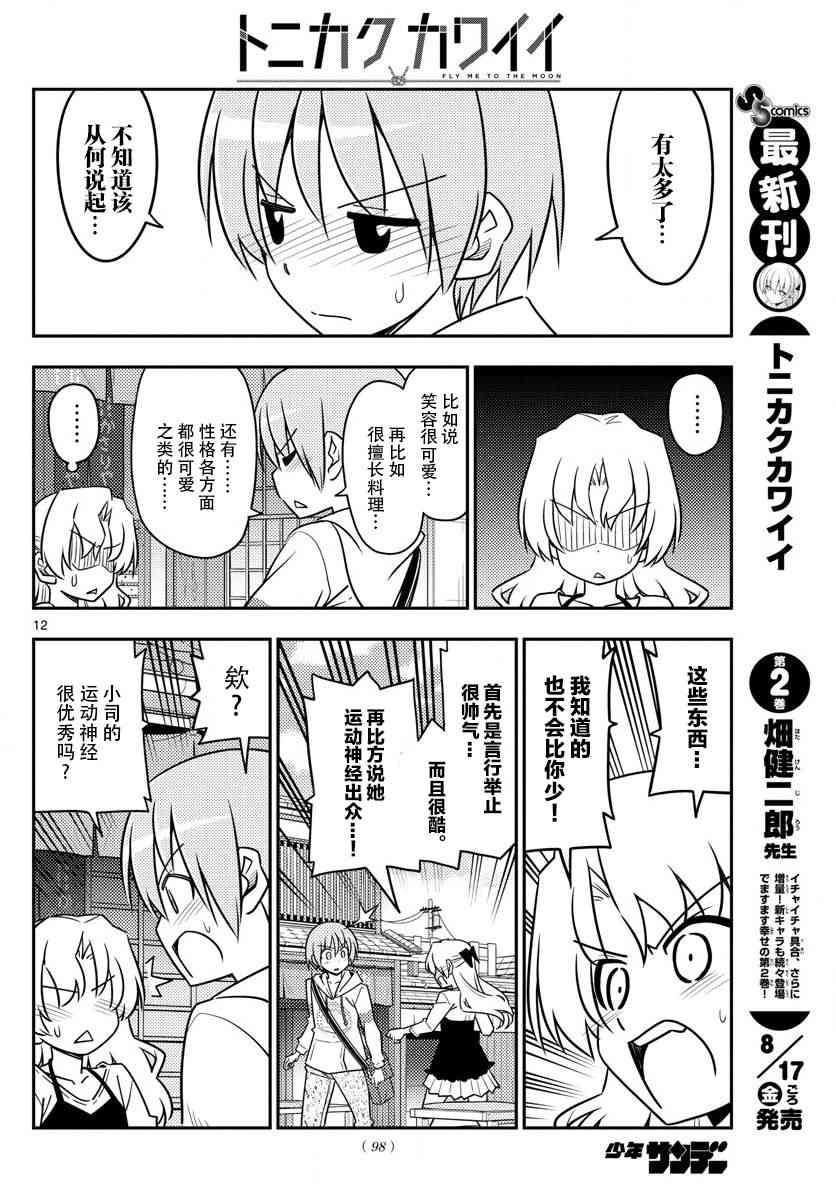 トニカクカワイイ
FLY ME TO THE MOON
有太多了…
不知道该
从何说起…
……
比如说
笑容很可爱…
再比如
很擅长料理…
还有……
性格各方面
都很可爱
之类的……
……
12
这些东西…
我知道的
也不会比你少!
首先是言行举止
很帅气…
而且很酷。
再比方说她
运动神经出众…!
欸?
小司的
运动神经
很优秀吗?
(98)
少年サンデー
SScomics
最新刊
トニカクカワイイ
第2巻
畑健二郎先生
はたけんじろう
イチャイチャ具合、さらに
増量!新キャラも続々登場
でますます幸せの第2巻!
8/17(金)ごろ
発売